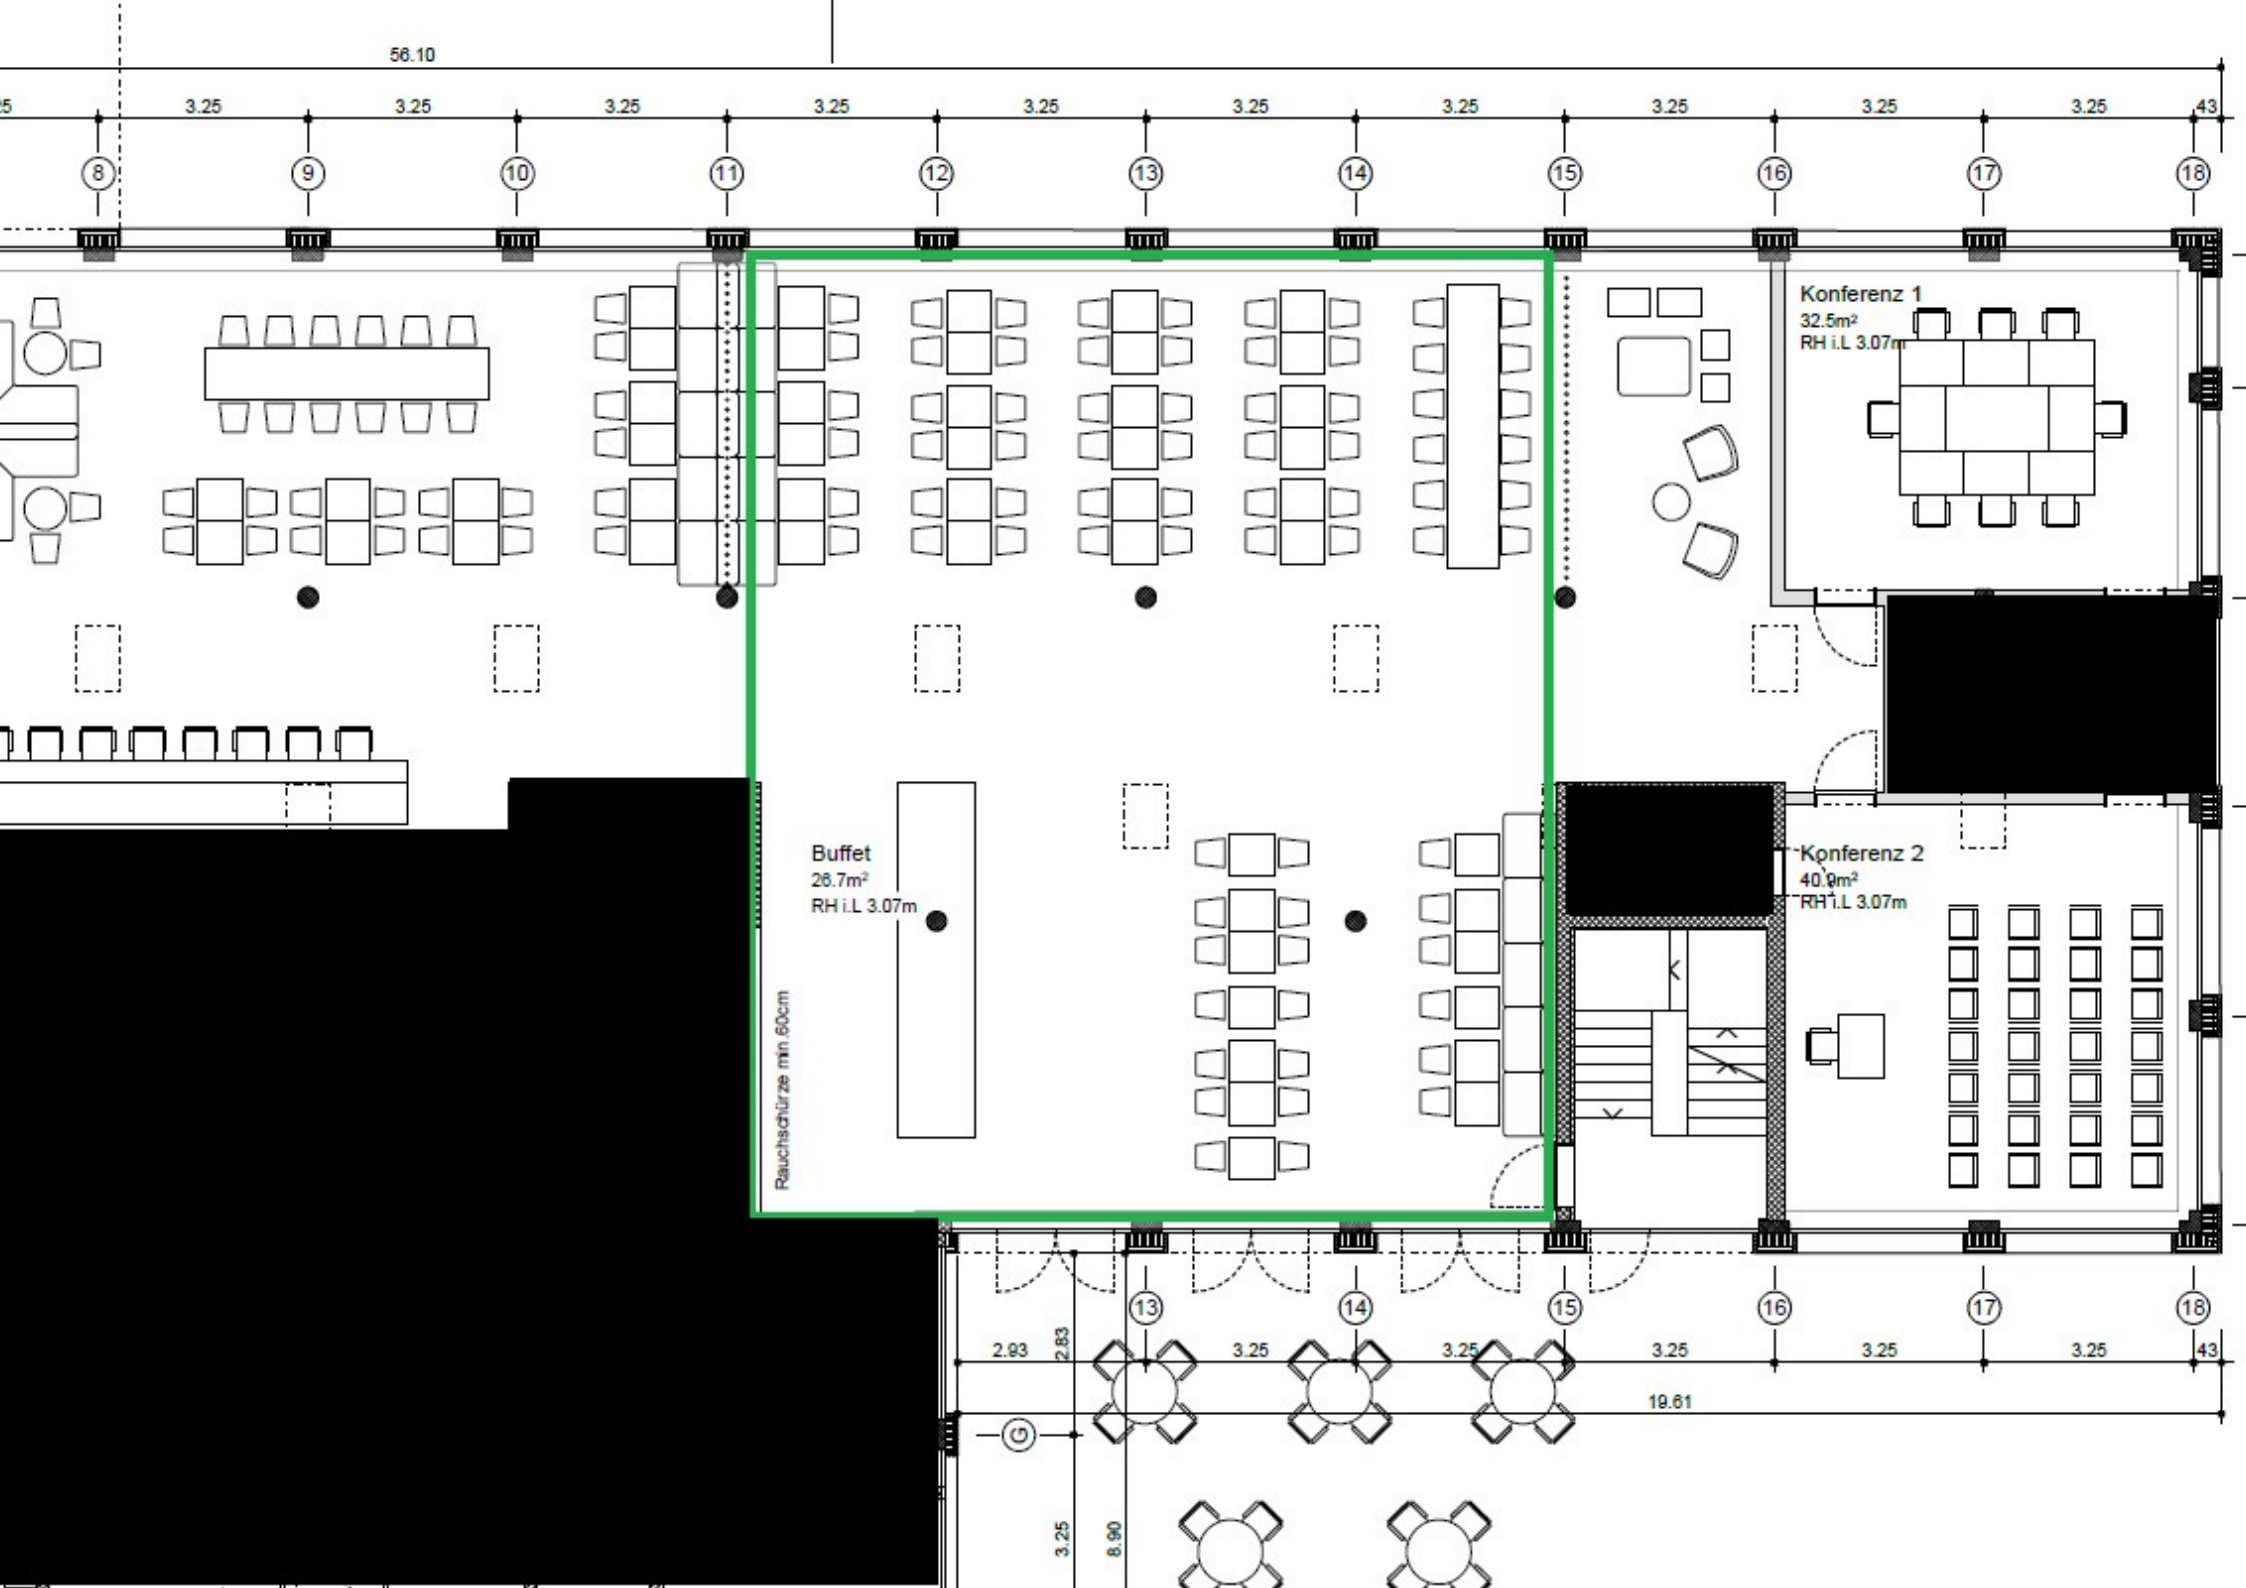 56.10
3.25 3.25 3.25 3.25 3.25 3.25 3.25 3.25 3.25 3.25 43
8 9 10 11 12 13 14 15 16 17 18
Konferenz 1
32.5m²
RH i.L 3.07m
Buffet
26.7m²
RH i.L 3.07m
Konferenz 2
40.9m²
RH i.L 3.07m
Rauchschürze min.60cm
13 14 15 16 17 18
2.93 2.83 3.25 3.25 3.25 3.25 3.25 43
19.61
G
3.25 8.90